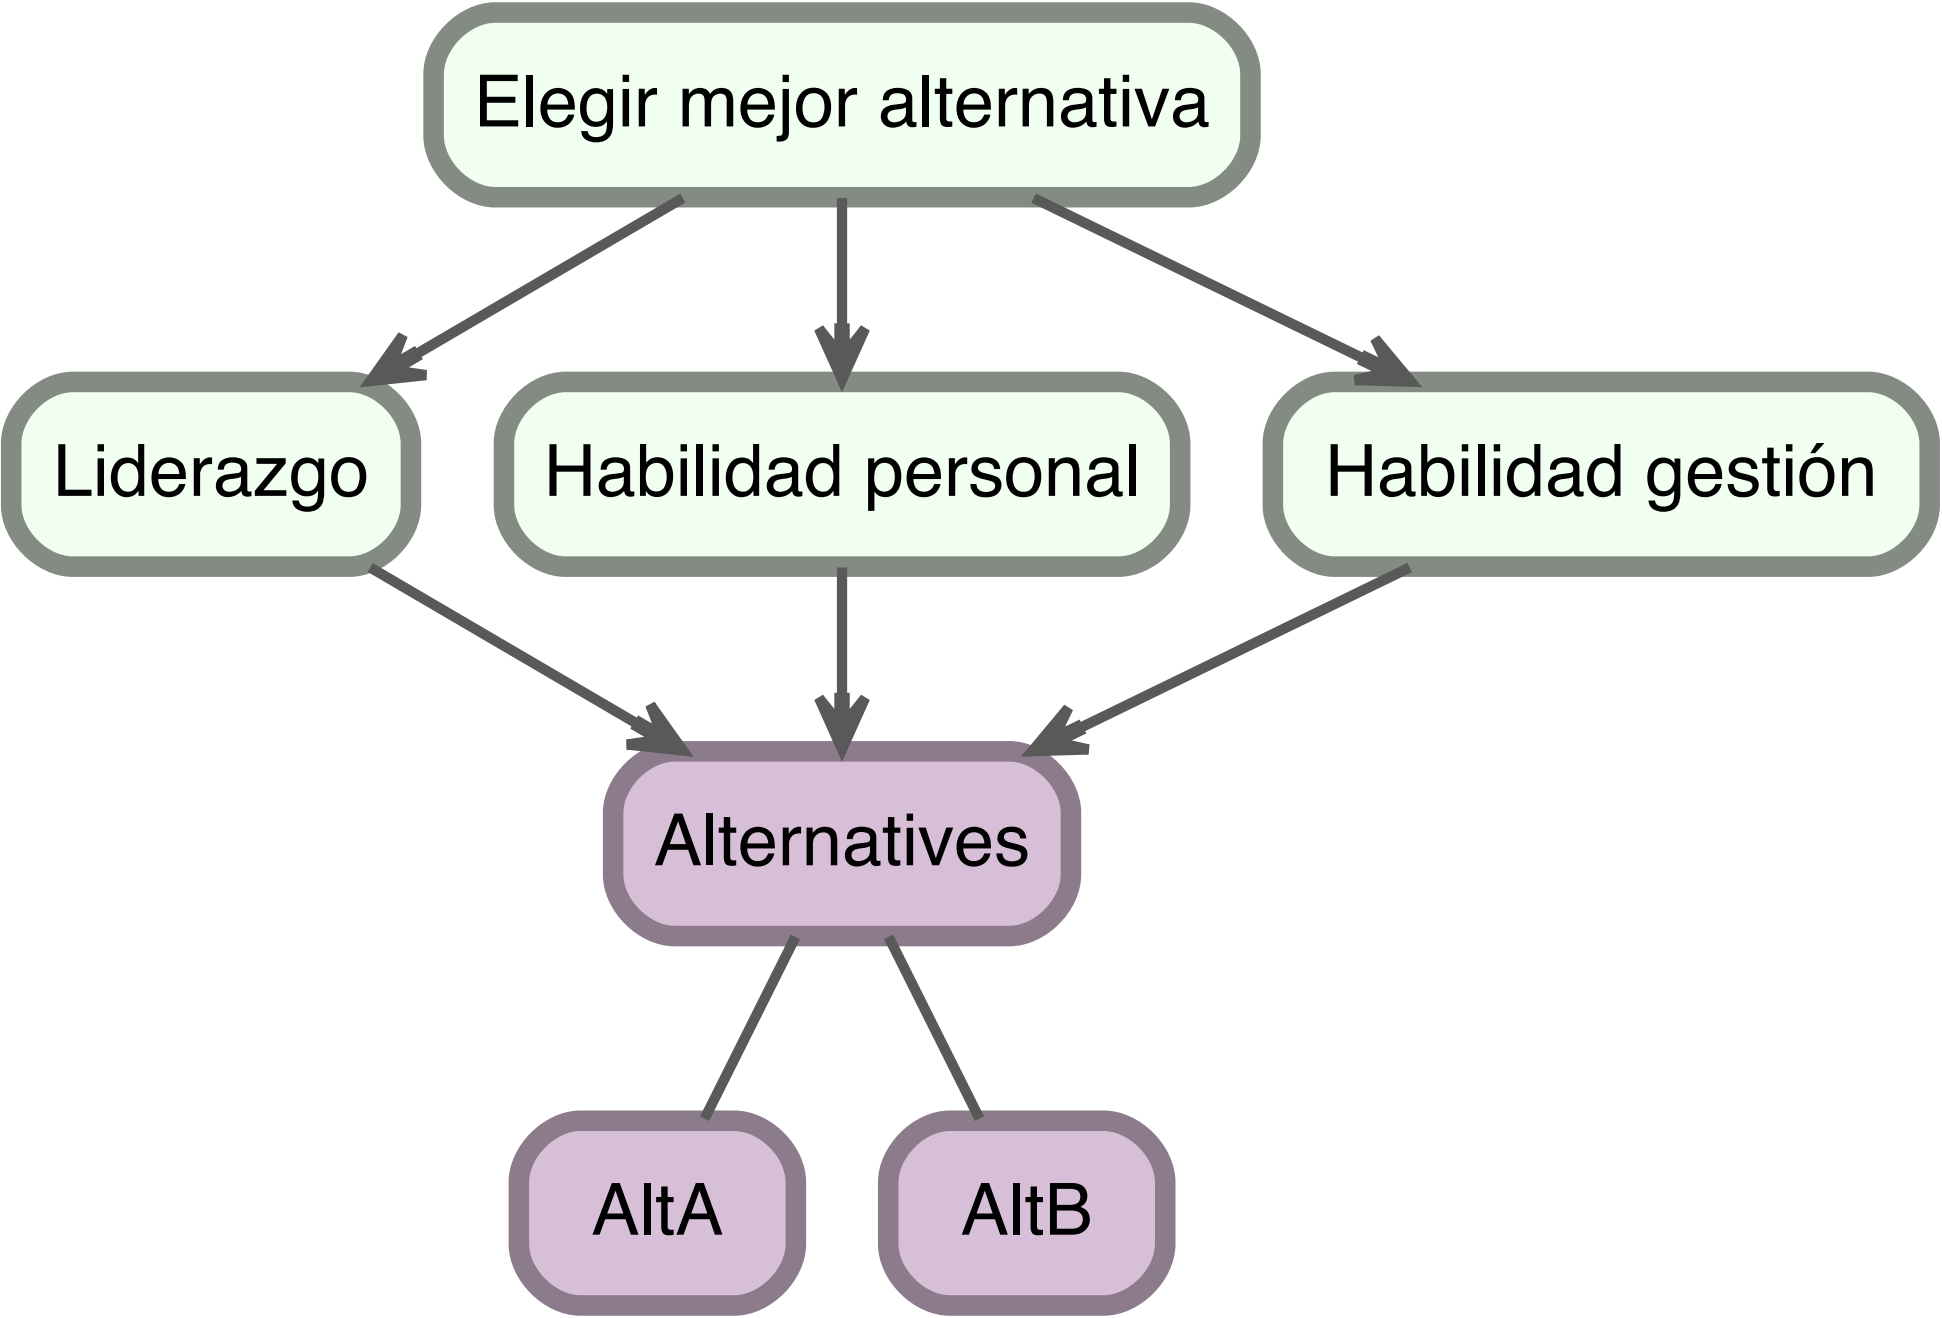 Elegir mejor alternativa
Liderazgo
Habilidad personal
Habilidad gestión
Alternatives
AltA
AltB